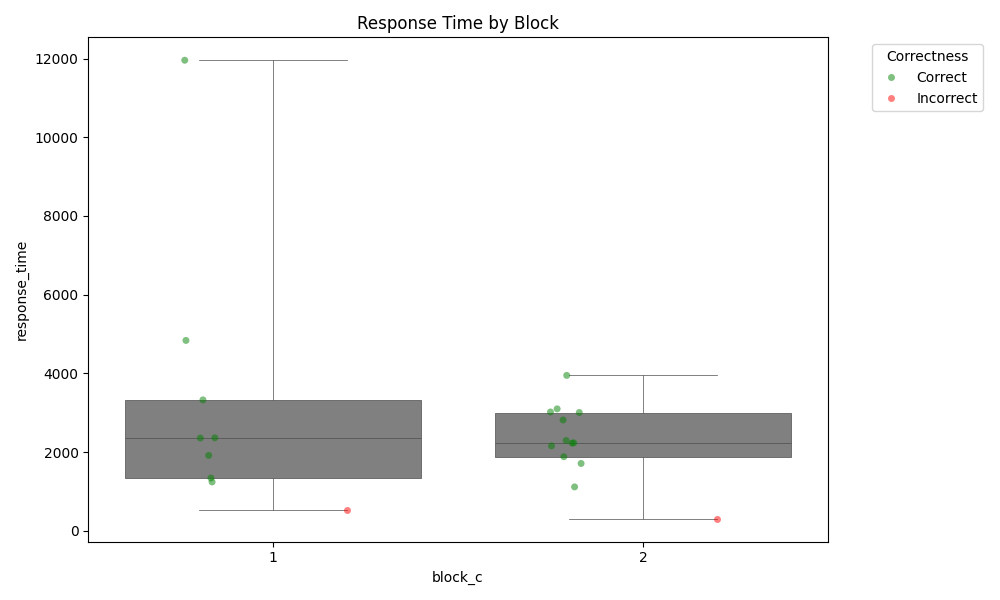 Response Time by Block
Correctness
Correct
Incorrect
12000
10000
8000
6000
4000
2000
0
response_time
1
2
block_c